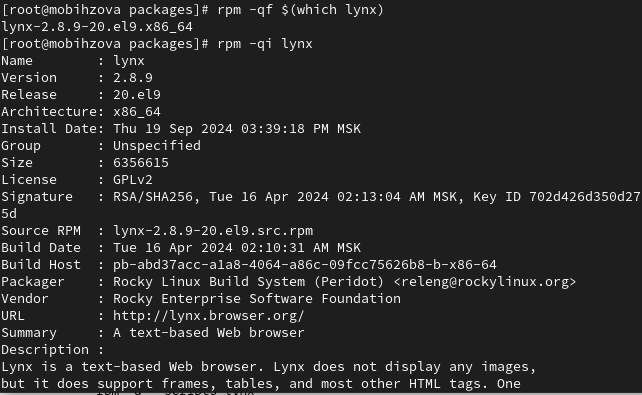 [root@mobihzova packages]# rpm -qf $(which lynx)
lynx-2.8.9-20.el9.x86_64
[root@mobihzova packages]# rpm -qi lynx
Name        : lynx
Version     : 2.8.9
Release     : 20.el9
Architecture: x86_64
Install Date: Thu 19 Sep 2024 03:39:18 PM MSK
Group       : Unspecified
Size        : 6356615
License     : GPLv2
Signature   : RSA/SHA256, Tue 16 Apr 2024 02:13:04 AM MSK, Key ID 702d426d350d27
5d
Source RPM  : lynx-2.8.9-20.el9.src.rpm
Build Date  : Tue 16 Apr 2024 02:10:31 AM MSK
Build Host  : pb-abd37acc-a1a8-4064-a86c-09fcc75626b8-b-x86-64
Packager    : Rocky Linux Build System (Peridot) <releng@rockylinux.org>
Vendor      : Rocky Enterprise Software Foundation
URL         : http://lynx.browser.org/
Summary     : A text-based Web browser
Description :
Lynx is a text-based Web browser. Lynx does not display any images,
but it does support frames, tables, and most other HTML tags. One